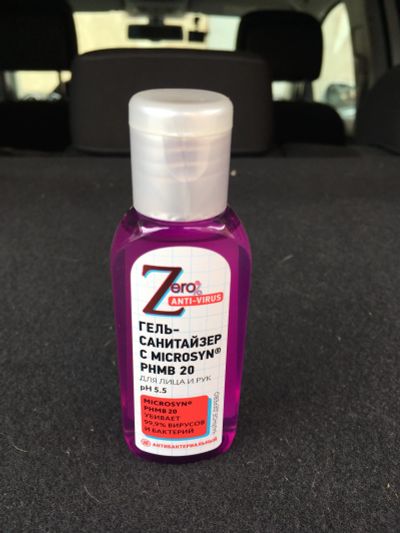 Zero%
ANTI-VIRUS
ГЕЛЬ-
САНИТАЙЗЕР
С MICROSYN®
PHMB 20
ДЛЯ ЛИЦА И РУК
pH 5.5
MICROSYN®
PHMB 20
УБИВАЕТ
99,9% ВИРУСОВ
И БАКТЕРИЙ
АНТИБАКТЕРИАЛЬНЫЙ